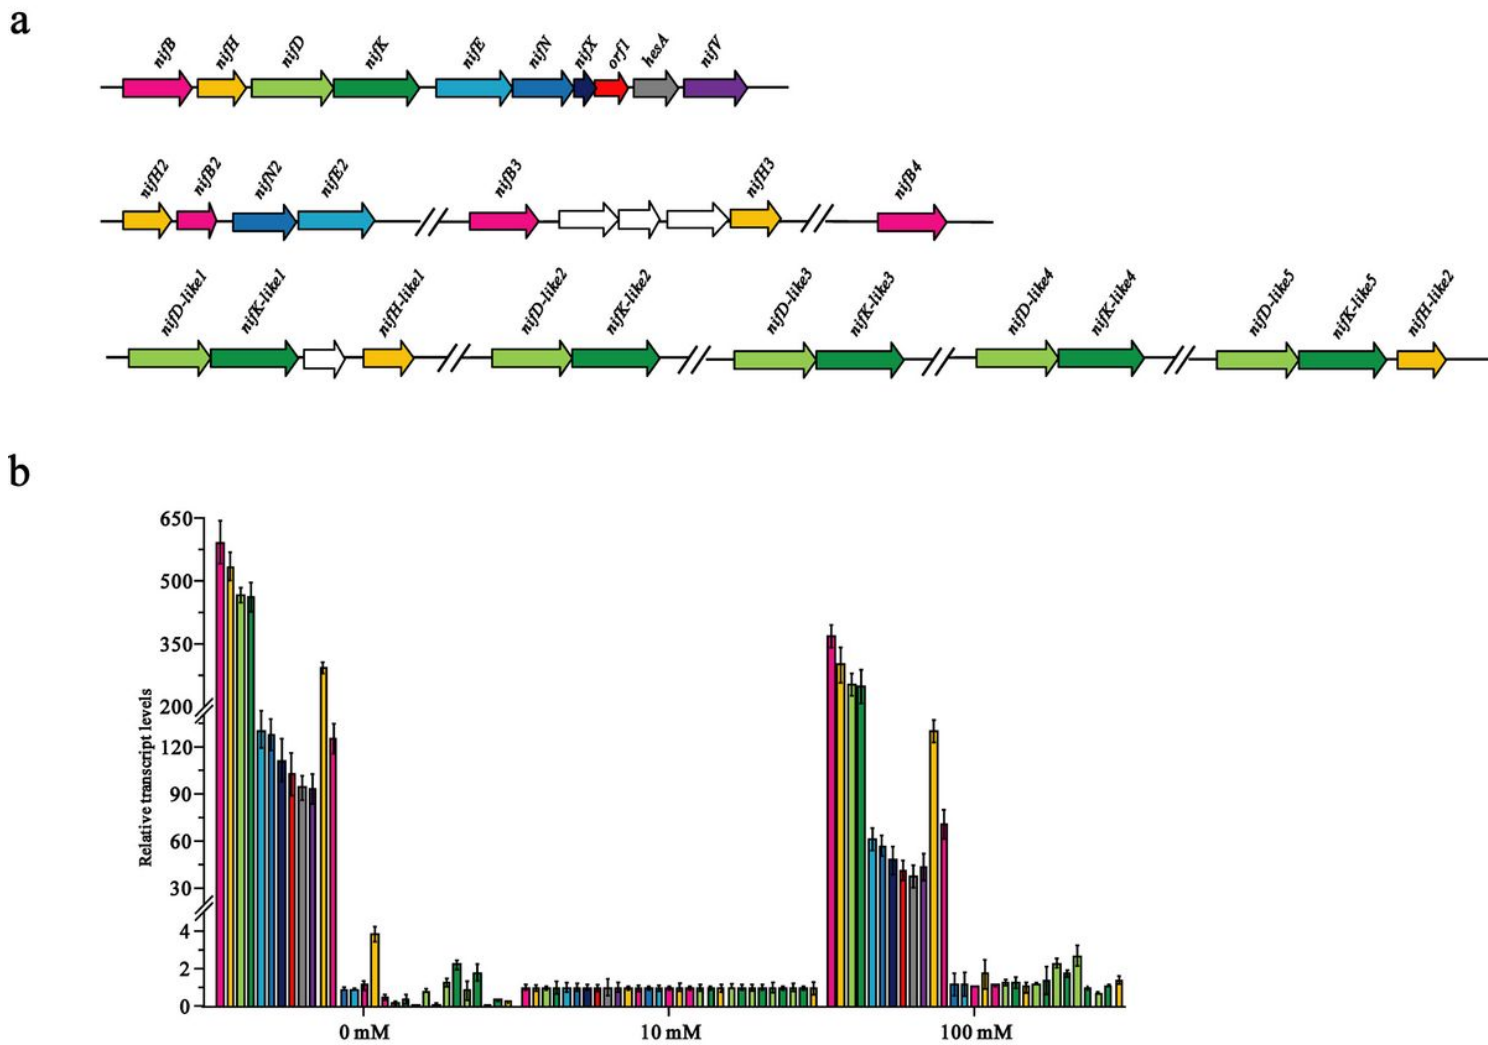 a
nifB nifH nifD nifK nifE nifN nifX orf1 hesA nifV
nifH2 nifB2 nifN2 nifE2 nifB3 nifH3 nifB4
nifD-like1 nifK-like1 nifH-like1 nifD-like2 nifK-like2 nifD-like3 nifK-like3 nifD-like4 nifK-like4 nifD-like5 nifK-like5 nifH-like2
b
Relative transcript levels
650
500
350
200
120
90
60
30
4
2
0
0 mM 10 mM 100 mM